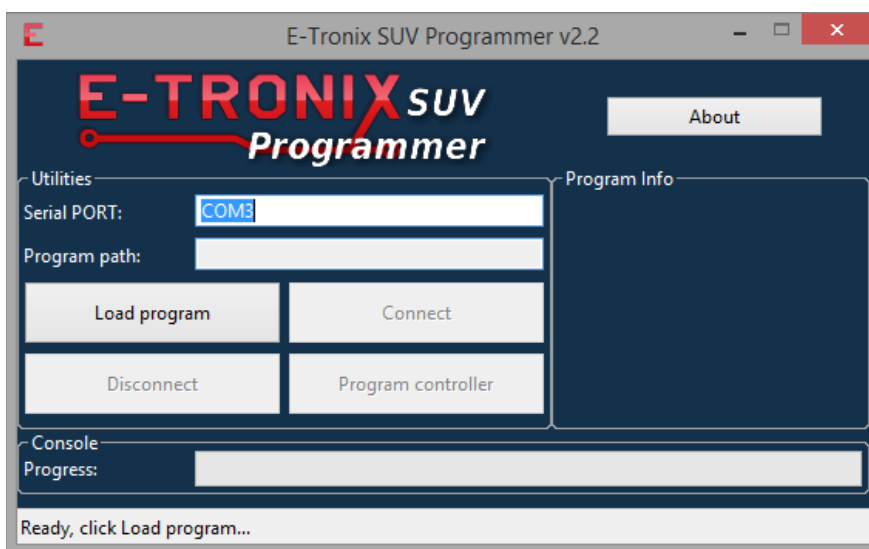 E-Tronix SUV Programmer v2.2
E-TRONIX SUV
Programmer
About
Utilities
Program Info
Serial PORT:
COM3
Program path:
Load program
Connect
Disconnect
Program controller
Console
Progress:
Ready, click Load program...